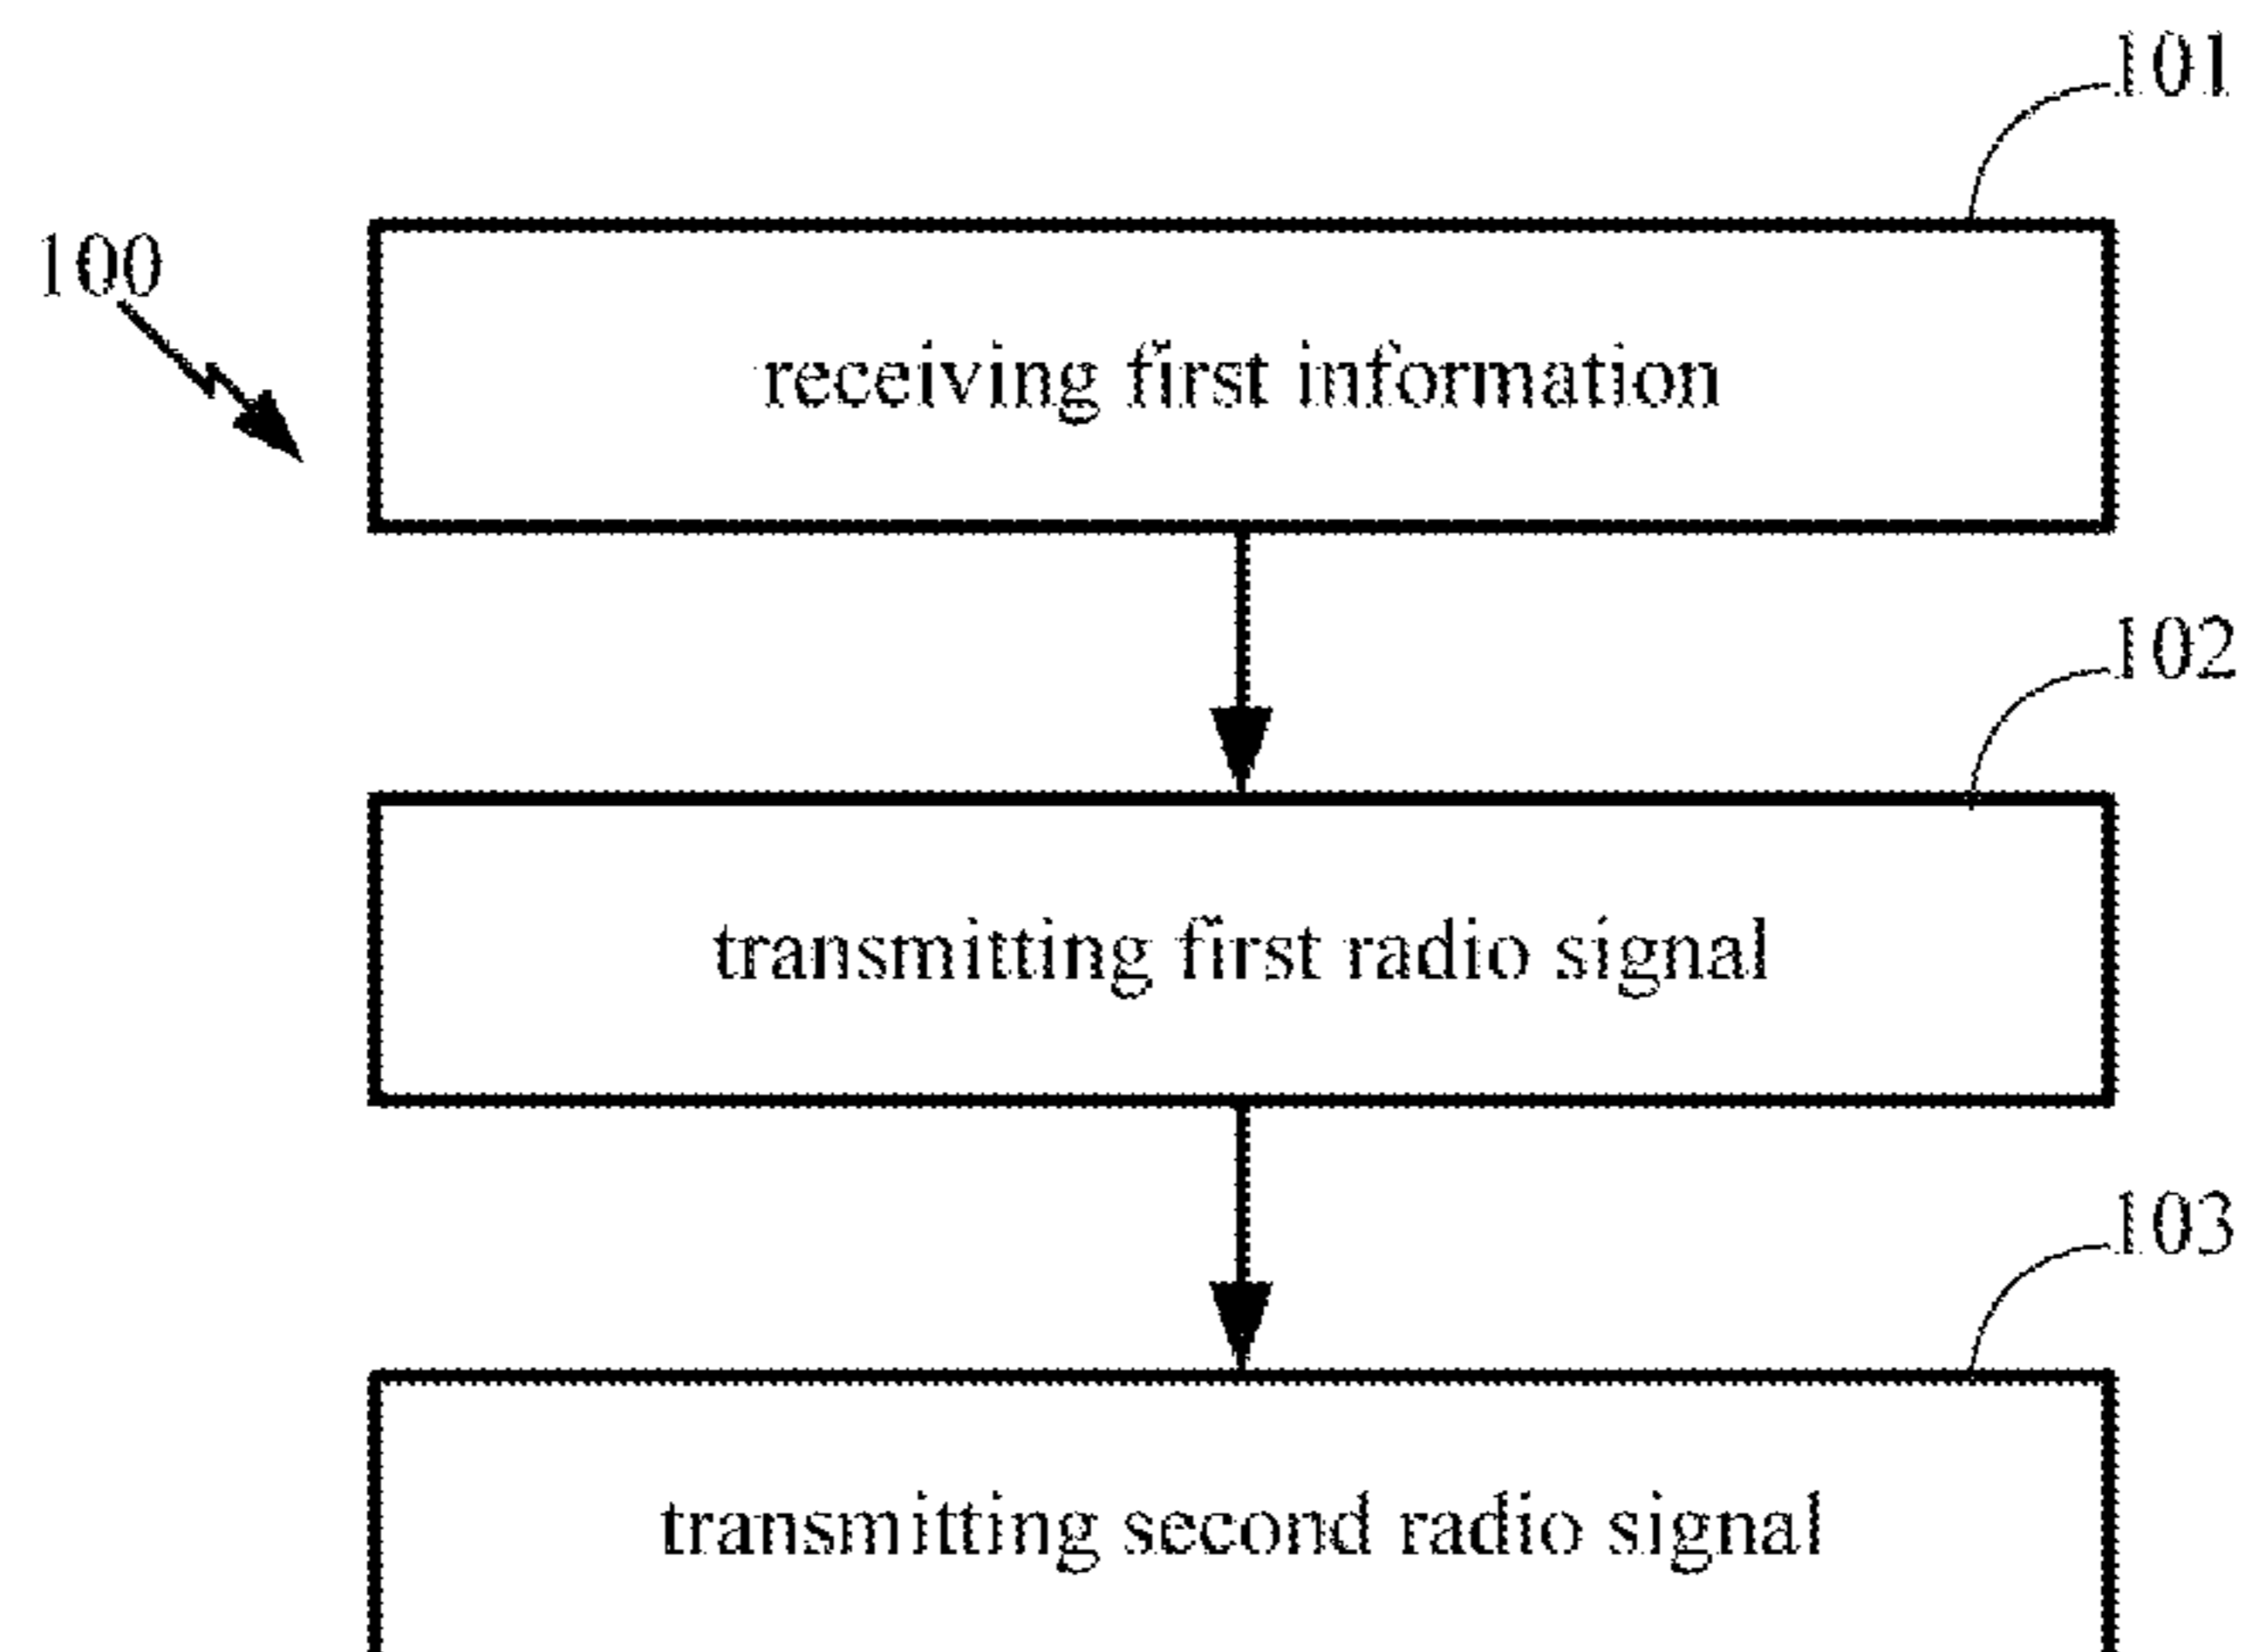 101
100
receiving first information
102
transmitting first radio signal
103
transmitting second radio signal